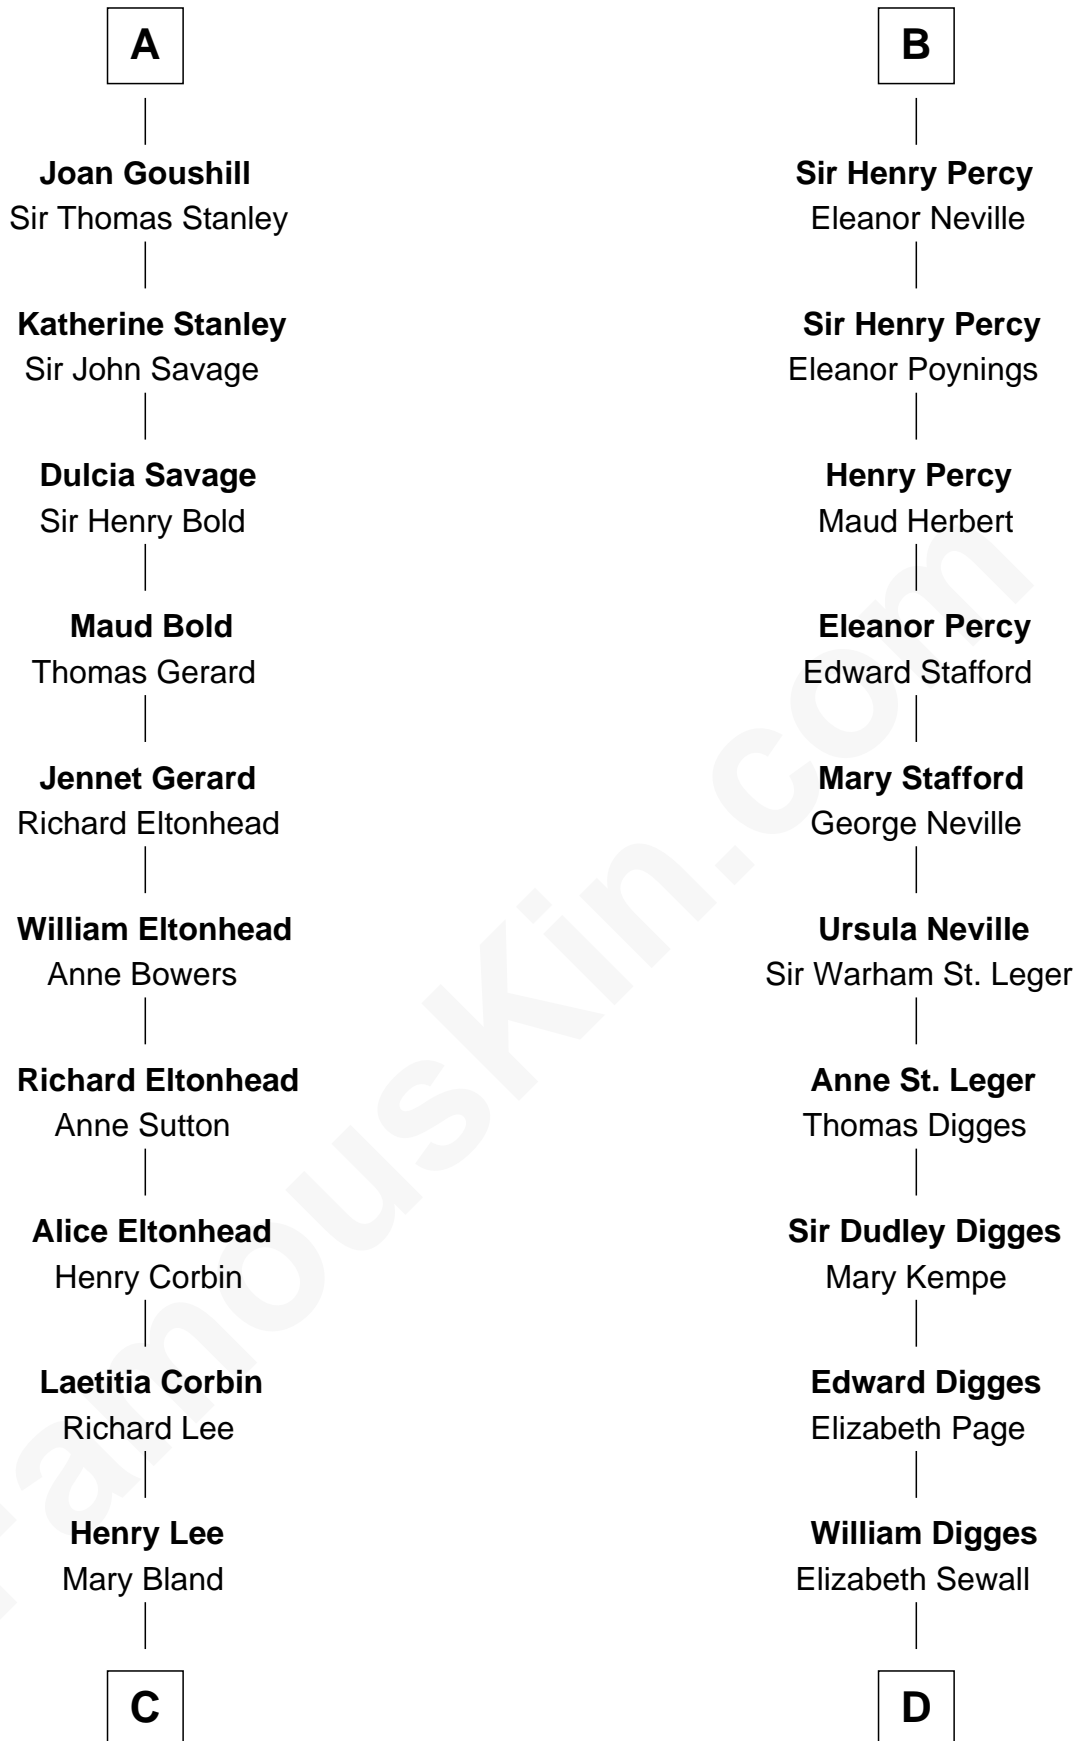 A
Joan Goushill
Sir Thomas Stanley
Katherine Stanley
Sir John Savage
Dulcia Savage
Sir Henry Bold
Maud Bold
Thomas Gerard
Jennet Gerard
Richard Eltonhead
William Eltonhead
Anne Bowers
Richard Eltonhead
Anne Sutton
Alice Eltonhead
Henry Corbin
Laetitia Corbin
Richard Lee
Henry Lee
Mary Bland
C
B
Sir Henry Percy
Eleanor Neville
Sir Henry Percy
Eleanor Poynings
Henry Percy
Maud Herbert
Eleanor Percy
Edward Stafford
Mary Stafford
George Neville
Ursula Neville
Sir Warham St. Leger
Anne St. Leger
Thomas Digges
Sir Dudley Digges
Mary Kempe
Edward Digges
Elizabeth Page
William Digges
Elizabeth Sewall
D
FamousKin.com